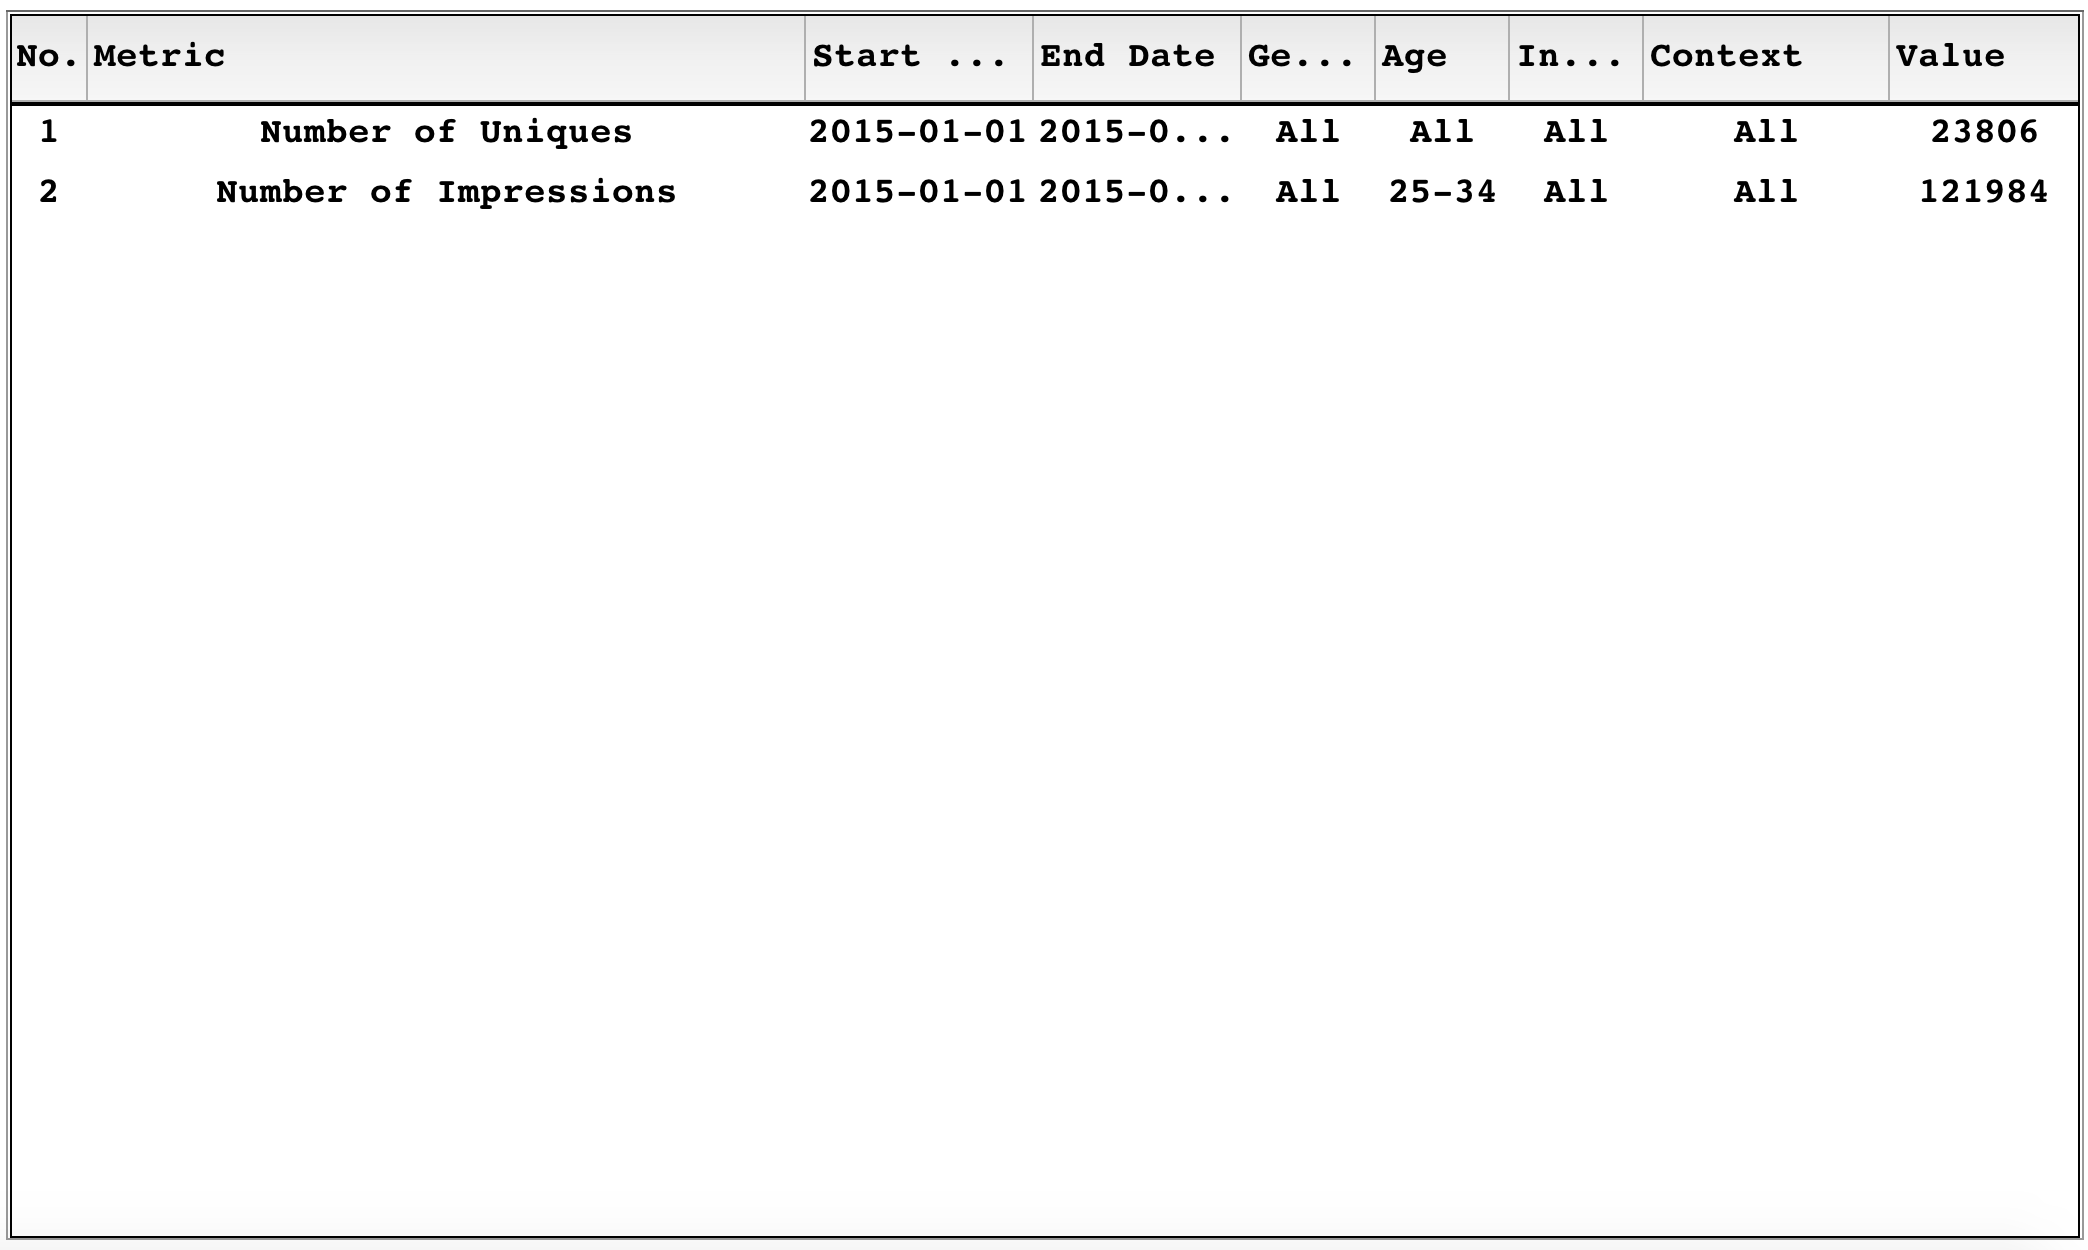 No. Metric Start ... End Date Ge... Age In... Context Value
1 Number of Uniques 2015-01-01 2015-0... All All All All 23806
2 Number of Impressions 2015-01-01 2015-0... All 25-34 All All 121984